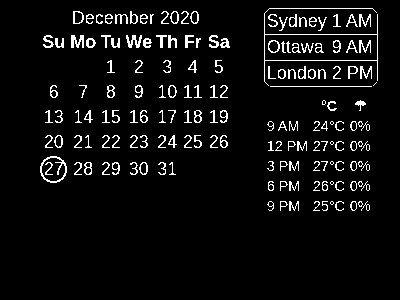 December 2020
Su Mo Tu We Th Fr Sa
1 2 3 4 5
6 7 8 9 10 11 12
13 14 15 16 17 18 19
20 21 22 23 24 25 26
27 28 29 30 31
Sydney 1 AM
Ottawa 9 AM
London 2 PM
°C ☂
9 AM 24°C 0%
12 PM 27°C 0%
3 PM 27°C 0%
6 PM 26°C 0%
9 PM 25°C 0%